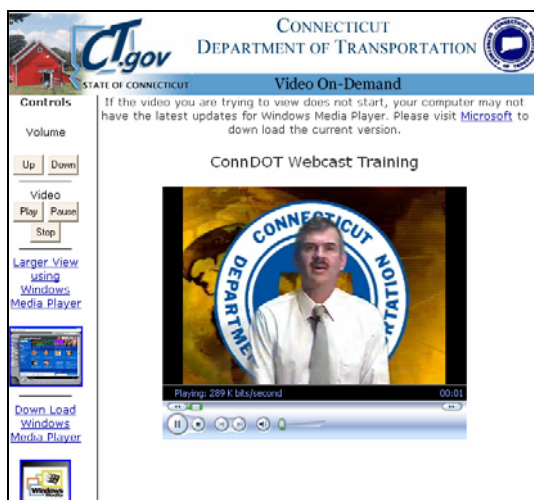 CT.gov
STATE OF CONNECTICUT
CONNECTICUT
DEPARTMENT OF TRANSPORTATION
Video On-Demand
Controls
Volume
Up Down
Video
Play Pause
Stop
Larger View
using
Windows
Media Player
Down Load
Windows
Media Player
Windows
If the video you are trying to view does not start, your computer may not
have the latest updates for Windows Media Player. Please visit Microsoft to
down load the current version.
ConnDOT Webcast Training
CONNECTICUT
DEPARTME
TATION
Playing: 289 K bits/second 00:01